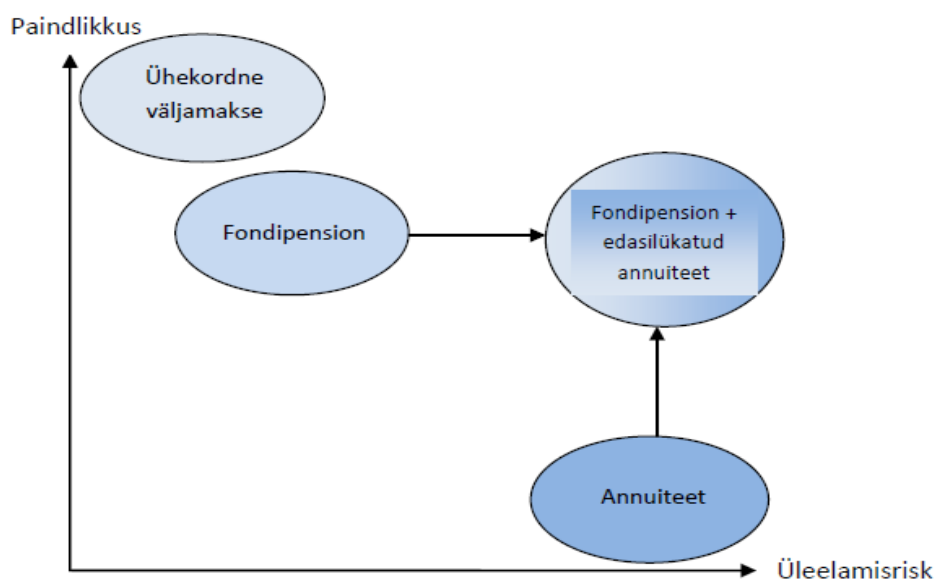 Paindlikkus
Ühekordne
väljamakse
Fondipension
Fondipension +
edasilükatud
annuiteet
Annuiteet
Üleelamisrisk